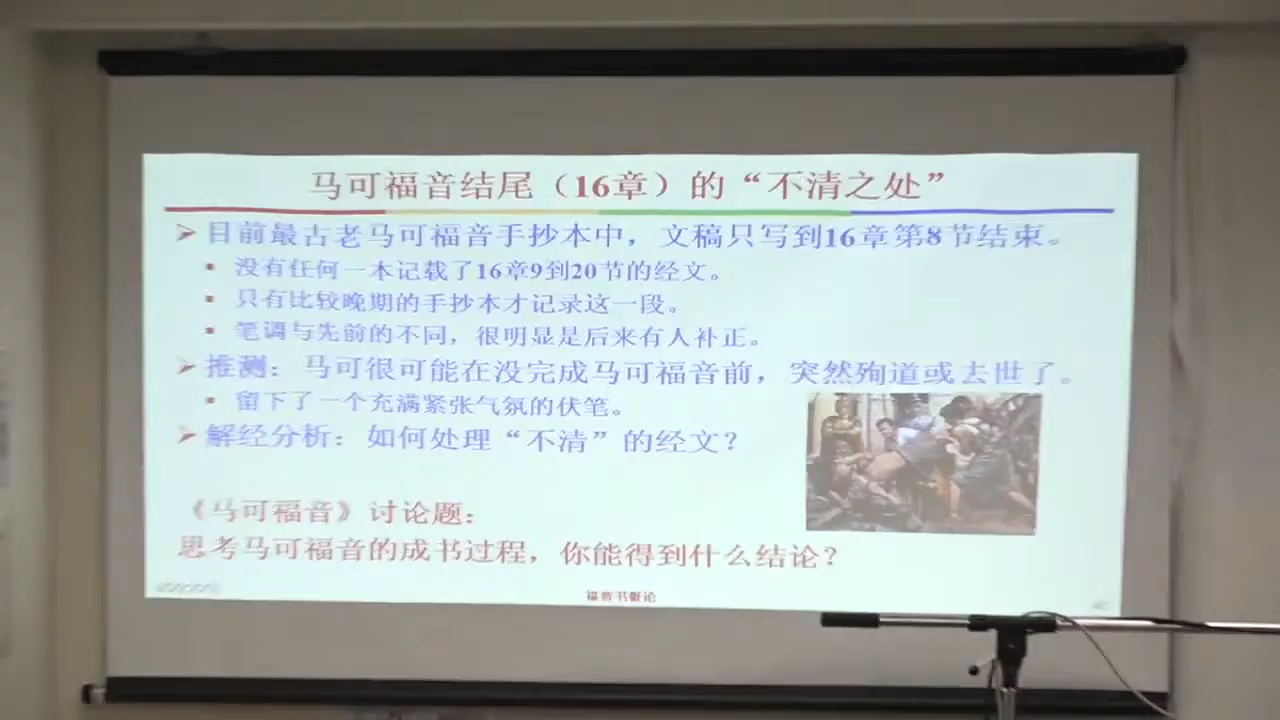 马可福音结尾（16章）的“不清之处”
目前最古老马可福音手抄本中，文稿只写到16章第8节结束。
没有任何一本记载了16章9到20节的经文。
只有比较晚期的手抄本才记录这一段。
笔调与先前的不同，很明显是后来有人补正。
推测：马可很可能在没完成马可福音前，突然殉道或去世了。
留下了一个充满紧张气氛的伏笔。
解经分析：如何处理“不清”的经文？
《马可福音》讨论题：
思考马可福音的成书过程，你能得到什么结论？
福音书概论